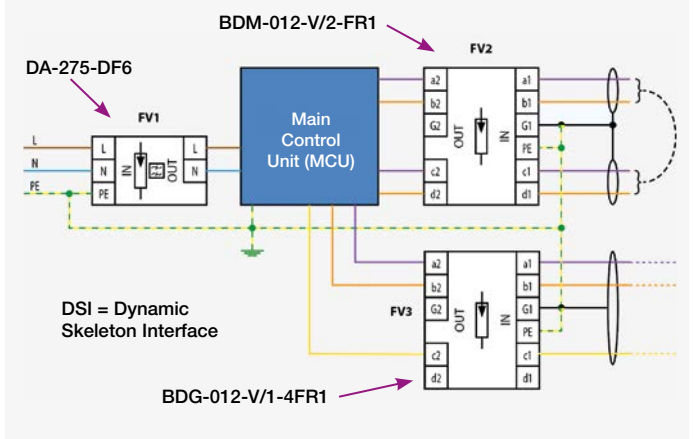 BDM-012-V/2-FR1
DA-275-DF6
FV1
FV2
L
N
PE
L
N
PE
IN
OUT
L
N
Main
Control
Unit (MCU)
a2
b2
G2
c2
d2
OUT
IN
a1
b1
G1
PE
c1
d1
FV3
a2
b2
G2
c2
d2
OUT
IN
a1
b1
G1
PE
c1
d1
DSI = Dynamic
Skeleton Interface
BDG-012-V/1-4FR1